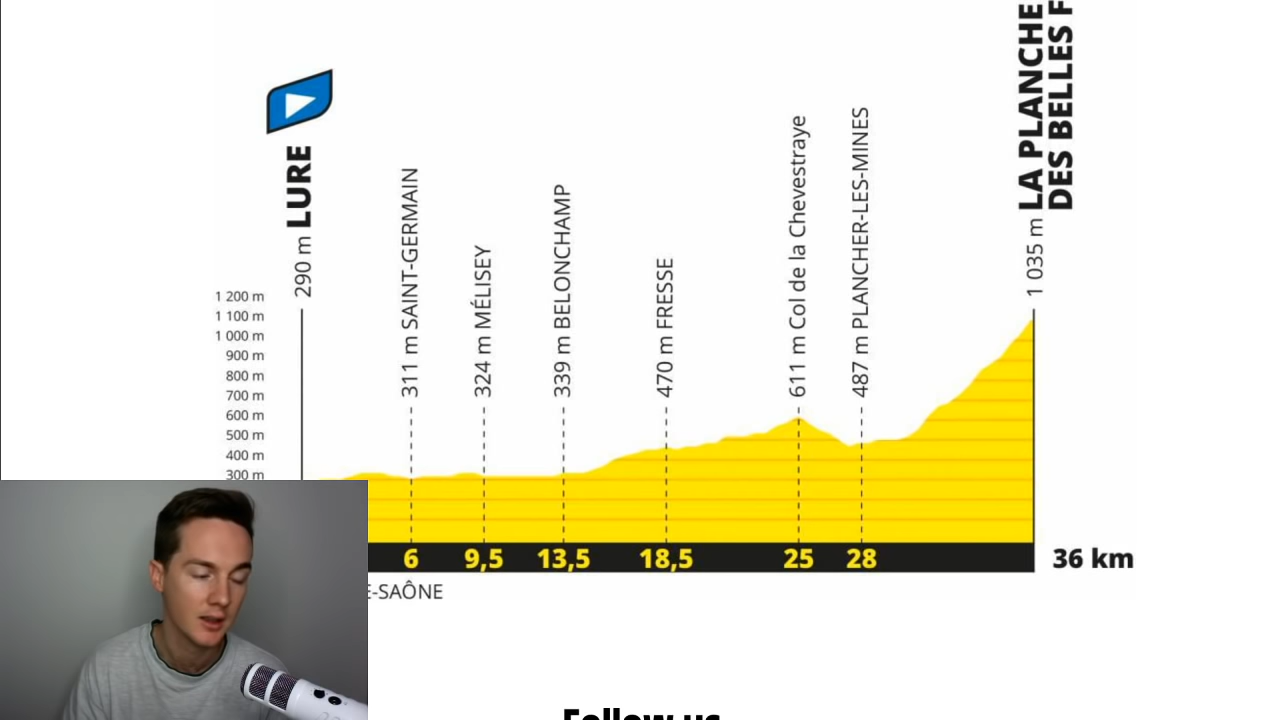 LA PLANCHE
DES BELLES F
1 035 m
LURE
290 m
311 m SAINT-GERMAIN
324 m MÉLISEY
339 m BELONCHAMP
470 m FRESSE
611 m Col de la Chevestraye
487 m PLANCHER-LES-MINES
1 200 m
1 100 m
1 000 m
900 m
800 m
700 m
600 m
500 m
400 m
300 m
6 9,5 13,5 18,5 25 28 36 km
E-SAÔNE
Follow us